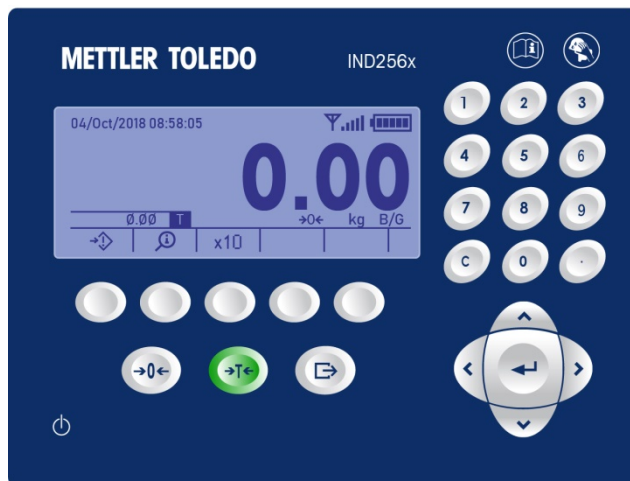 METTLER TOLEDO
IND256x
04/Oct/2018 08:58:05
0.00
0.00 T
→0← kg B/G
x10
1 2 3
4 5 6
7 8 9
C 0 .
→0← →T←